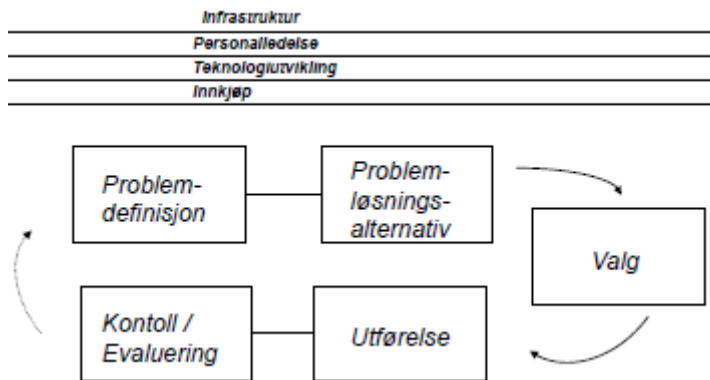 Infrastruktur
Personalledelse
Teknologiutvikling
Innkjøp
Problem-
definisjon
Problem-
løsnings-
alternativ
Valg
Kontoll /
Evaluering
Utførelse